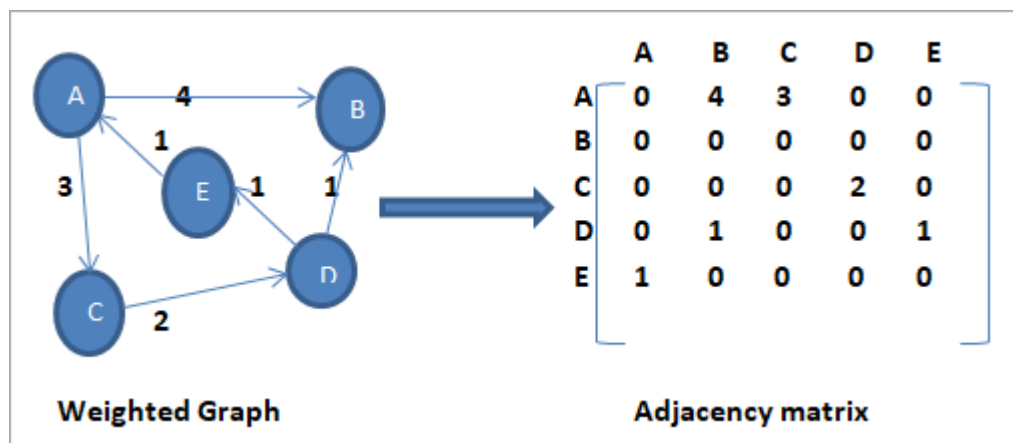 A B C D E
A 4 B
A 0 4 3 0 0
1
B 0 0 0 0 0
3 E 1 1
C 0 0 0 2 0
D 0 1 0 0 1
D
E 1 0 0 0 0
C
2
Weighted Graph
Adjacency matrix